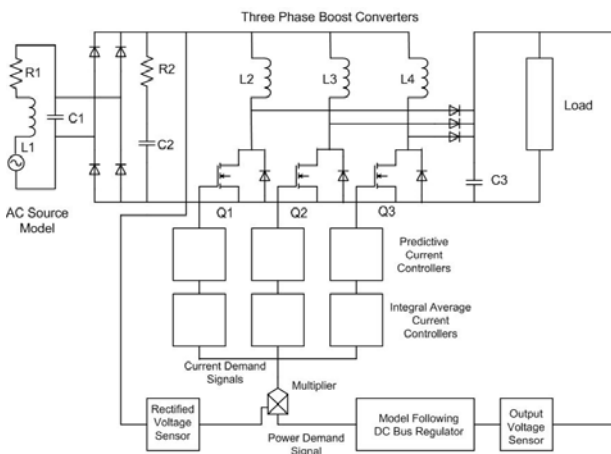 Three Phase Boost Converters
R1
L1
C1
R2
C2
L2
L3
L4
Load
C3
AC Source
Model
Q1
Q2
Q3
Predictive
Current
Controllers
Integral Average
Current
Controllers
Current Demand
Signals
Multiplier
Rectified
Voltage
Sensor
Power Demand
Signal
Model Following
DC Bus Regulator
Output
Voltage
Sensor